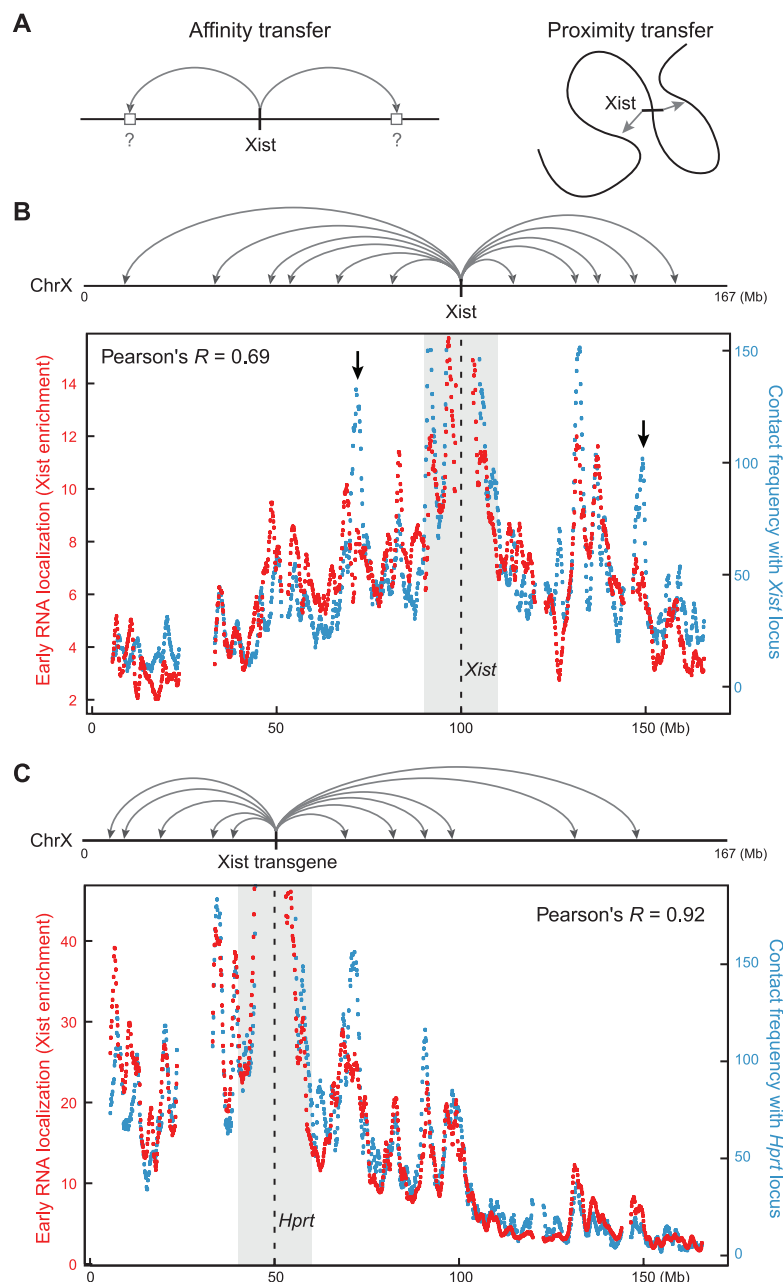 A
Affinity transfer
Proximity transfer
Xist
? Xist ?
B
ChrX
0 Xist 167 (Mb)
Pearson's R = 0.69
Early RNA localization (Xist enrichment)
14
12
10
8
6
4
2
150
100
50
0
Contact frequency with Xist locus
Xist
0 50 100 150 (Mb)
C
ChrX
0 Xist transgene 167 (Mb)
Pearson's R = 0.92
Early RNA localization (Xist enrichment)
40
30
20
10
0
150
100
50
0
Contact frequency with Hprt locus
Hprt
0 50 100 150 (Mb)